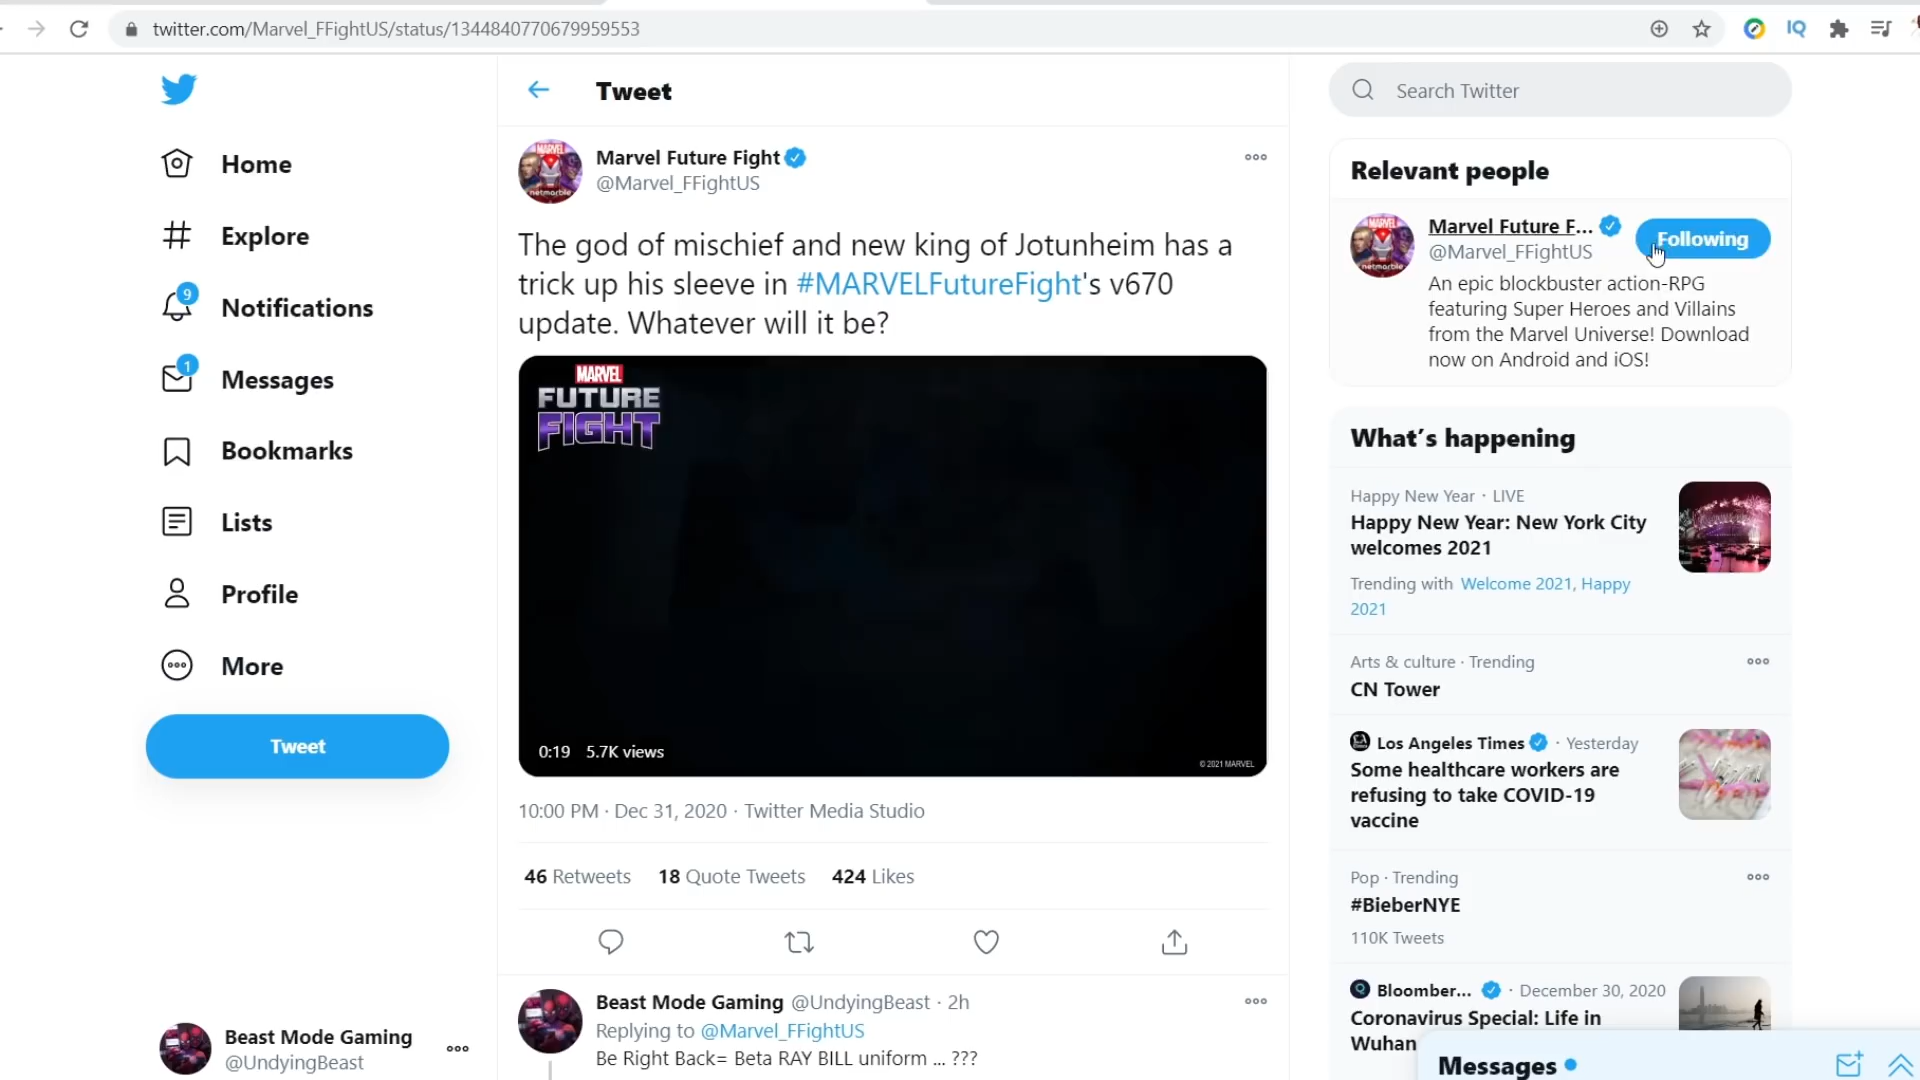 twitter.com/Marvel_FFightUS/status/1344840770679959553
IQ
Home
Explore
9
Notifications
1
Messages
Bookmarks
Lists
Profile
More
Tweet
Beast Mode Gaming
@UndyingBeast
Tweet
Marvel Future Fight
@Marvel_FFightUS
The god of mischief and new king of Jotunheim has a
trick up his sleeve in #MARVELFutureFight's v670
update. Whatever will it be?
MARVEL
FUTURE
FIGHT
0:19 5.7K views
© 2021 MARVEL
10:00 PM · Dec 31, 2020 · Twitter Media Studio
46 Retweets 18 Quote Tweets 424 Likes
Beast Mode Gaming @UndyingBeast · 2h
Replying to @Marvel_FFightUS
Be Right Back= Beta RAY BILL uniform ... ???
Search Twitter
Relevant people
MARVEL
netmarble
Marvel Future F...
Following
@Marvel_FFightUS
An epic blockbuster action-RPG
featuring Super Heroes and Villains
from the Marvel Universe! Download
now on Android and iOS!
What's happening
Happy New Year · LIVE
Happy New Year: New York City
welcomes 2021
Trending with Welcome 2021, Happy
2021
Arts & culture · Trending
CN Tower
Los Angeles Times · Yesterday
Some healthcare workers are
refusing to take COVID-19
vaccine
Pop · Trending
#BieberNYE
110K Tweets
Bloomber... · December 30, 2020
Coronavirus Special: Life in
Wuhan
Messages